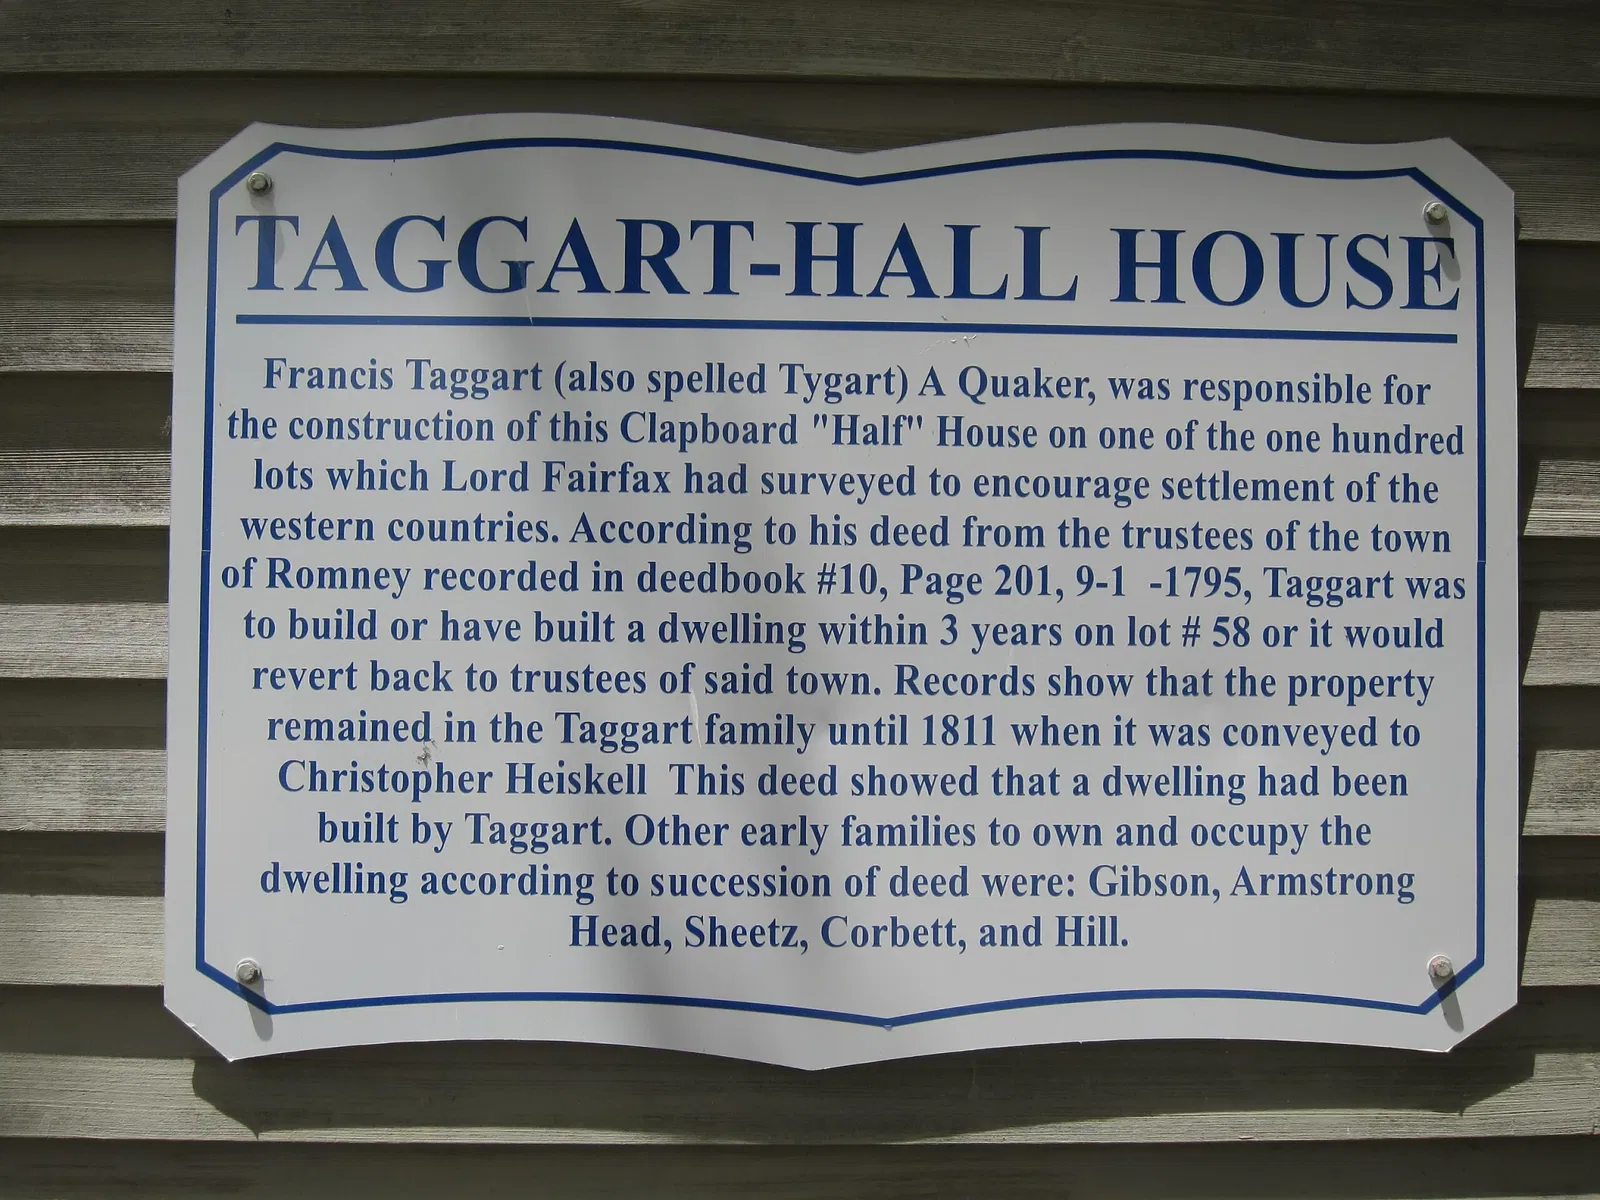 TAGGART-HALL HOUSE
Francis Taggart (also spelled Tygart) A Quaker, was responsible for
the construction of this Clapboard "Half" House on one of the one hundred
lots which Lord Fairfax had surveyed to encourage settlement of the
western countries. According to his deed from the trustees of the town
of Romney recorded in deedbook #10, Page 201, 9-1  -1795, Taggart was
to build or have built a dwelling within 3 years on lot # 58 or it would
revert back to trustees of said town. Records show that the property
remained in the Taggart family until 1811 when it was conveyed to
Christopher Heiskell  This deed showed that a dwelling had been
built by Taggart. Other early families to own and occupy the
dwelling according to succession of deed were: Gibson, Armstrong
Head, Sheetz, Corbett, and Hill.